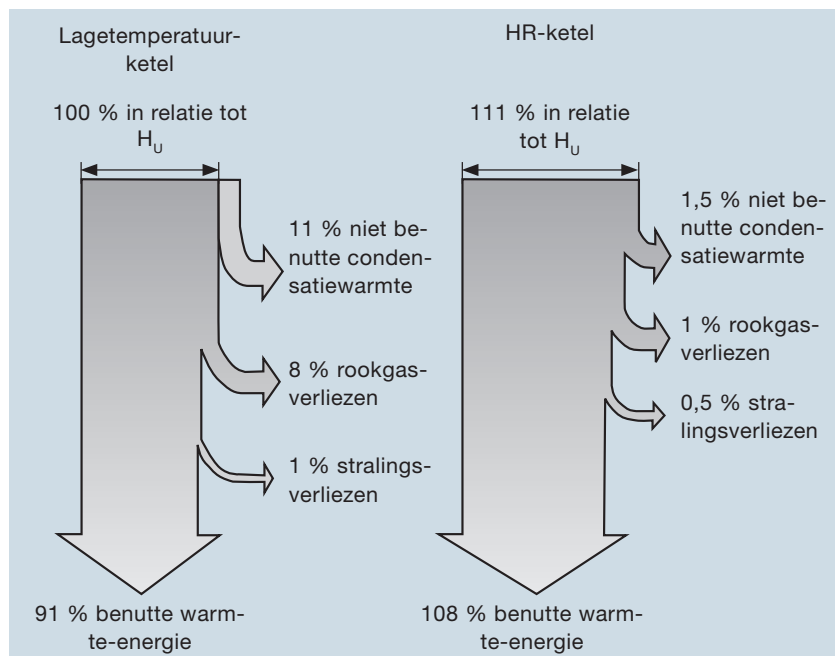 Lagetemperatuur-
ketel
100 % in relatie tot
HU
11 % niet be-
nutte conden-
satiewarmte
8 % rookgas-
verliezen
1 % stralings-
verliezen
91 % benutte warm-
te-energie
HR-ketel
111 % in relatie
tot HU
1,5 % niet be-
nutte conden-
satiewarmte
1 % rookgas-
verliezen
0,5 % stra-
lingsverliezen
108 % benutte warm-
te-energie